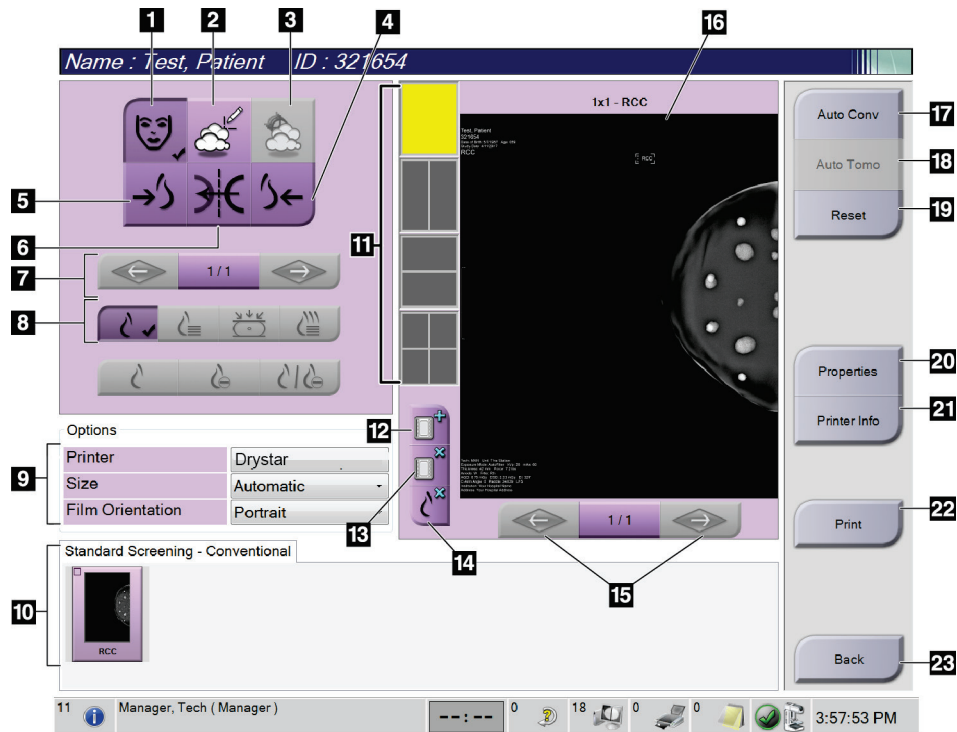 1
2
3
4
16
Name : Test, Patient ID : 321654
5
6
7
1/1
8
11
1x1 - RCC
Test, Patient
321654
RCC
RCC
Auto Conv
17
Auto Tomo
18
Reset
19
Properties
20
Printer Info
21
Options
9
Printer
Drystar
Size
Automatic
Film Orientation
Portrait
12
13
14
1/1
15
Print
22
10
Standard Screening - Conventional
RCC
Back
23
11
Manager, Tech ( Manager )
--:--
0
18
0
0
3:57:53 PM